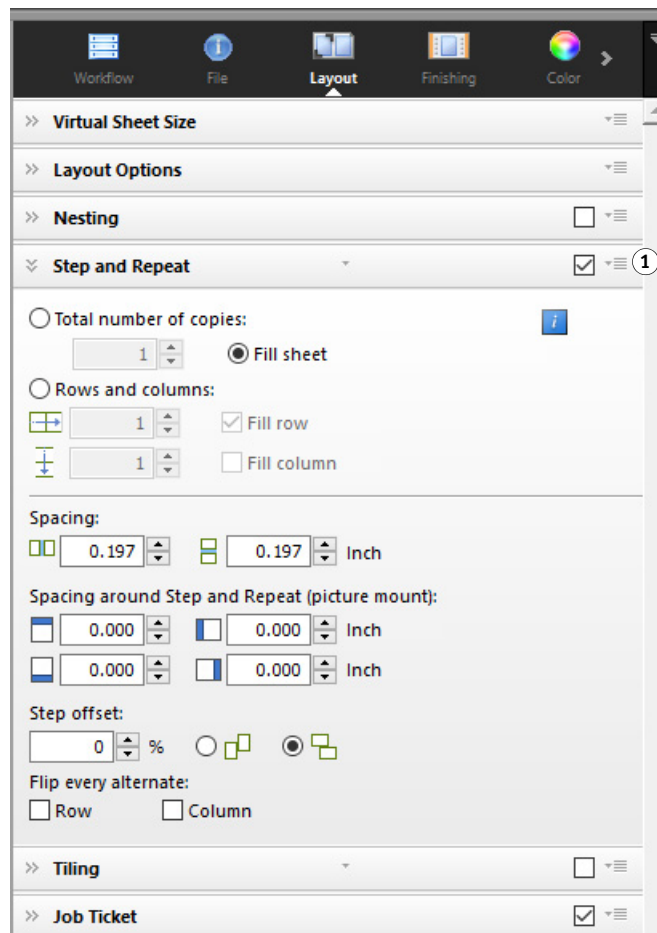 Workflow File Layout Finishing Color
Virtual Sheet Size
Layout Options
Nesting
Step and Repeat 1
Total number of copies: i
1 Fill sheet
Rows and columns:
1 Fill row
1 Fill column
Spacing:
0.197 0.197 Inch
Spacing around Step and Repeat (picture mount):
0.000 0.000 Inch
0.000 0.000 Inch
Step offset:
0 %
Flip every alternate:
Row Column
Tiling
Job Ticket